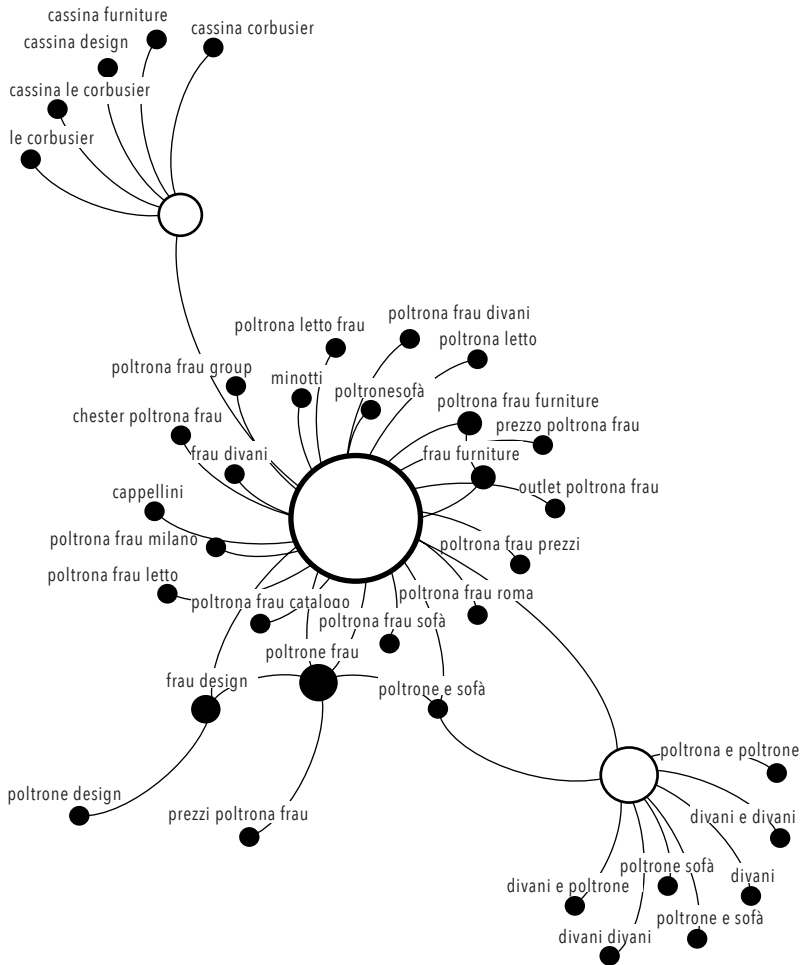 cassina furniture
cassina corbusier
cassina design
cassina le corbusier
le corbusier
poltrona frau divani
poltrona letto frau
poltrona letto
poltrona frau group
minotti
poltronesofà
poltrona frau furniture
chester poltrona frau
prezzo poltrona frau
frau divani
frau furniture
cappellini
outlet poltrona frau
poltrona frau milano
poltrona frau prezzi
poltrona frau letto
poltrona frau catalogo
poltrona frau roma
poltrona frau sofà
poltrone frau
frau design
poltrone e sofà
poltrona e poltrone
poltrone design
prezzi poltrona frau
divani e divani
poltrone sofà
divani
divani e poltrone
poltrone e sofà
divani divani